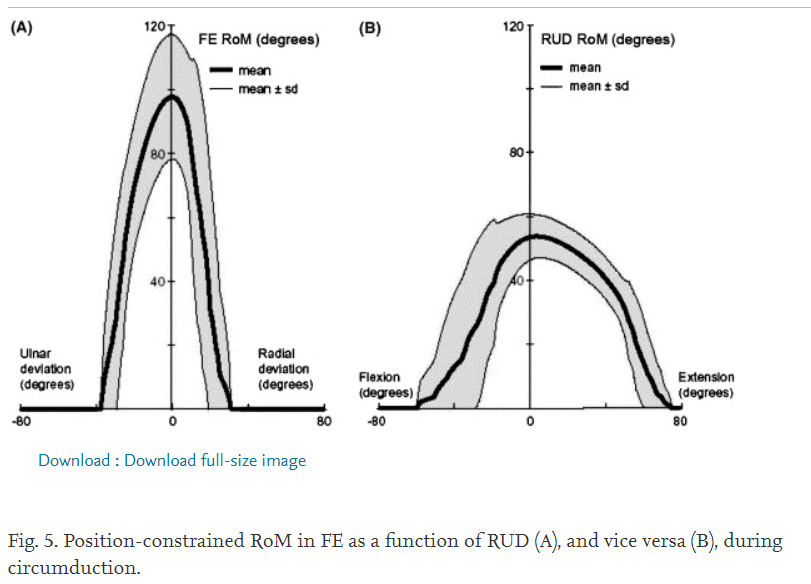 (A)
120
FE RoM (degrees)
mean
mean ± sd
80
40
Ulnar
deviation
(degrees)
Radial
deviation
(degrees)
-80
0
80
(B)
120
RUD RoM (degrees)
mean
mean ± sd
80
40
Flexion
(degrees)
Extension
(degrees)
-80
0
80
Download : Download full-size image
Fig. 5. Position-constrained RoM in FE as a function of RUD (A), and vice versa (B), during
circumduction.